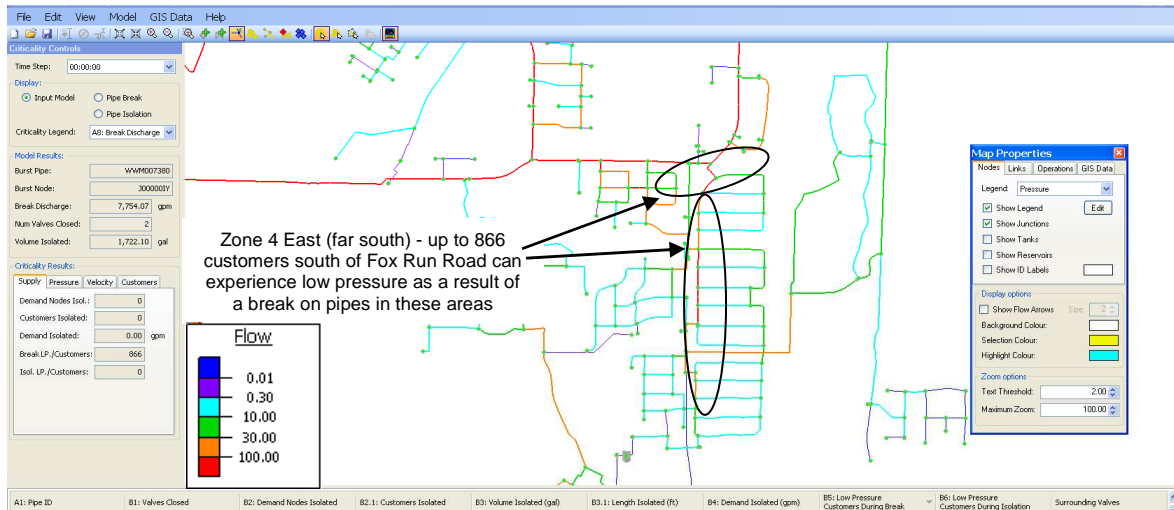 File Edit View Model GIS Data Help
Criticality Controls
Time Step: 00:00:00
Display:
Input Model Pipe Break
Pipe Isolation
Criticality Legend: A8: Break Discharge
Model Results:
Burst Pipe: WWM007380
Burst Node: J00000IY
Break Discharge: 7,754.07 gpm
Num Valves Closed: 2
Volume Isolated: 1,722.10 gal
Criticality Results:
Supply Pressure Velocity Customers
Demand Nodes Isol.: 0
Customers Isolated: 0
Demand Isolated: 0.00 gpm
Break LP./Customers: 866
Isol. LP./Customers: 0
Zone 4 East (far south) - up to 866
customers south of Fox Run Road can
experience low pressure as a result of
a break on pipes in these areas
Flow
0.01
0.30
10.00
30.00
100.00
Map Properties
Nodes Links Operations GIS Data
Legend: Pressure
Show Legend Edit
Show Junctions
Show Tanks
Show Reservoirs
Show ID Labels
Display options
Show Flow Arrows Size: 2
Background Colour:
Selection Colour:
Highlight Colour:
Zoom options
Text Threshold: 2.00
Maximum Zoom: 100.00
A1: Pipe ID B1: Valves Closed B2: Demand Nodes Isolated B2.1: Customers Isolated B3: Volume Isolated (gal) B3.1: Length Isolated (ft) B4: Demand Isolated (gpm) B5: Low Pressure Customers During Break B6: Low Pressure Customers During Isolation Surrounding Valves